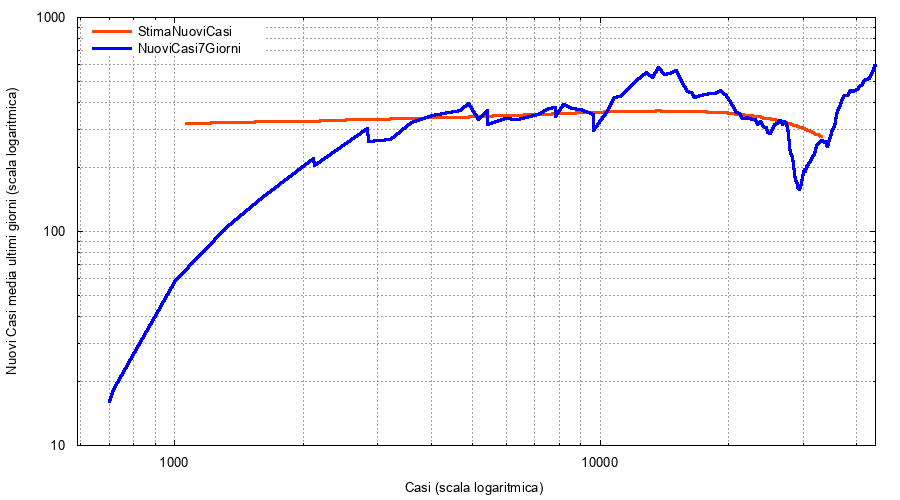 1000
StimaNuoviCasi
NuoviCasi7Giorni
100
10
Nuovi Casi media ultimi giorni (scala logaritmica)
1000
10000
Casi (scala logaritmica)